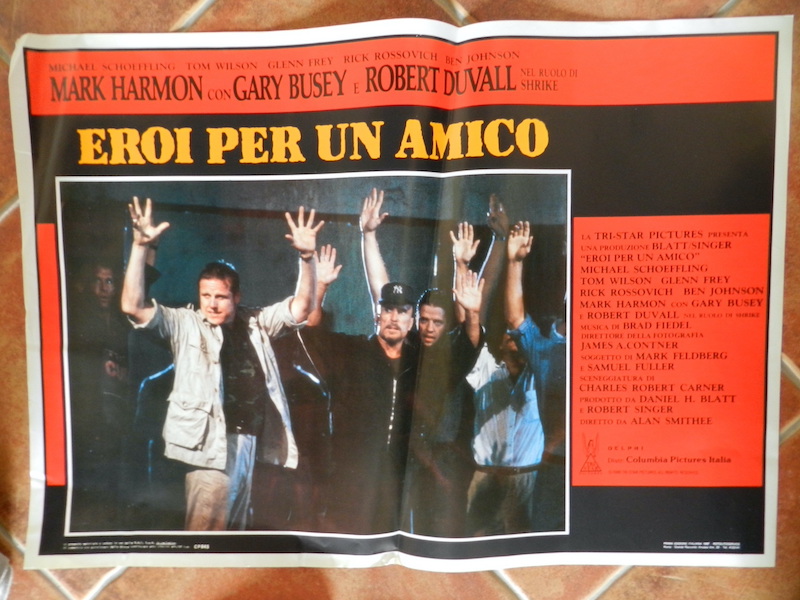 MICHAEL SCHOEFFLING TOM WILSON GLENN FREY RICK ROSSOVICH BEN JOHNSON
MARK HARMON CON GARY BUSEY E ROBERT DUVALL NEL RUOLO DI SHRIKE
EROI PER UN AMICO
LA TRI-STAR PICTURES PRESENTA
UNA PRODUZIONE BLATT/SINGER
"EROI PER UN AMICO"
MICHAEL SCHOEFFLING
TOM WILSON GLENN FREY
RICK ROSSOVICH BEN JOHNSON
MARK HARMON CON GARY BUSEY
E ROBERT DUVALL NEL RUOLO DI SHRIKE
MUSICA DI BRAD FIEDEL
DIRETTORE DELLA FOTOGRAFIA
JAMES A. CONTNER
SOGGETTO DI MARK FELDBERG
E SAMUEL FULLER
SCENEGGIATURA DI
CHARLES ROBERT CARNER
PRODOTTO DA DANIEL H. BLATT
E ROBERT SINGER
DIRETTO DA ALAN SMITHEE
DELPHI
Columbia Pictures Italia